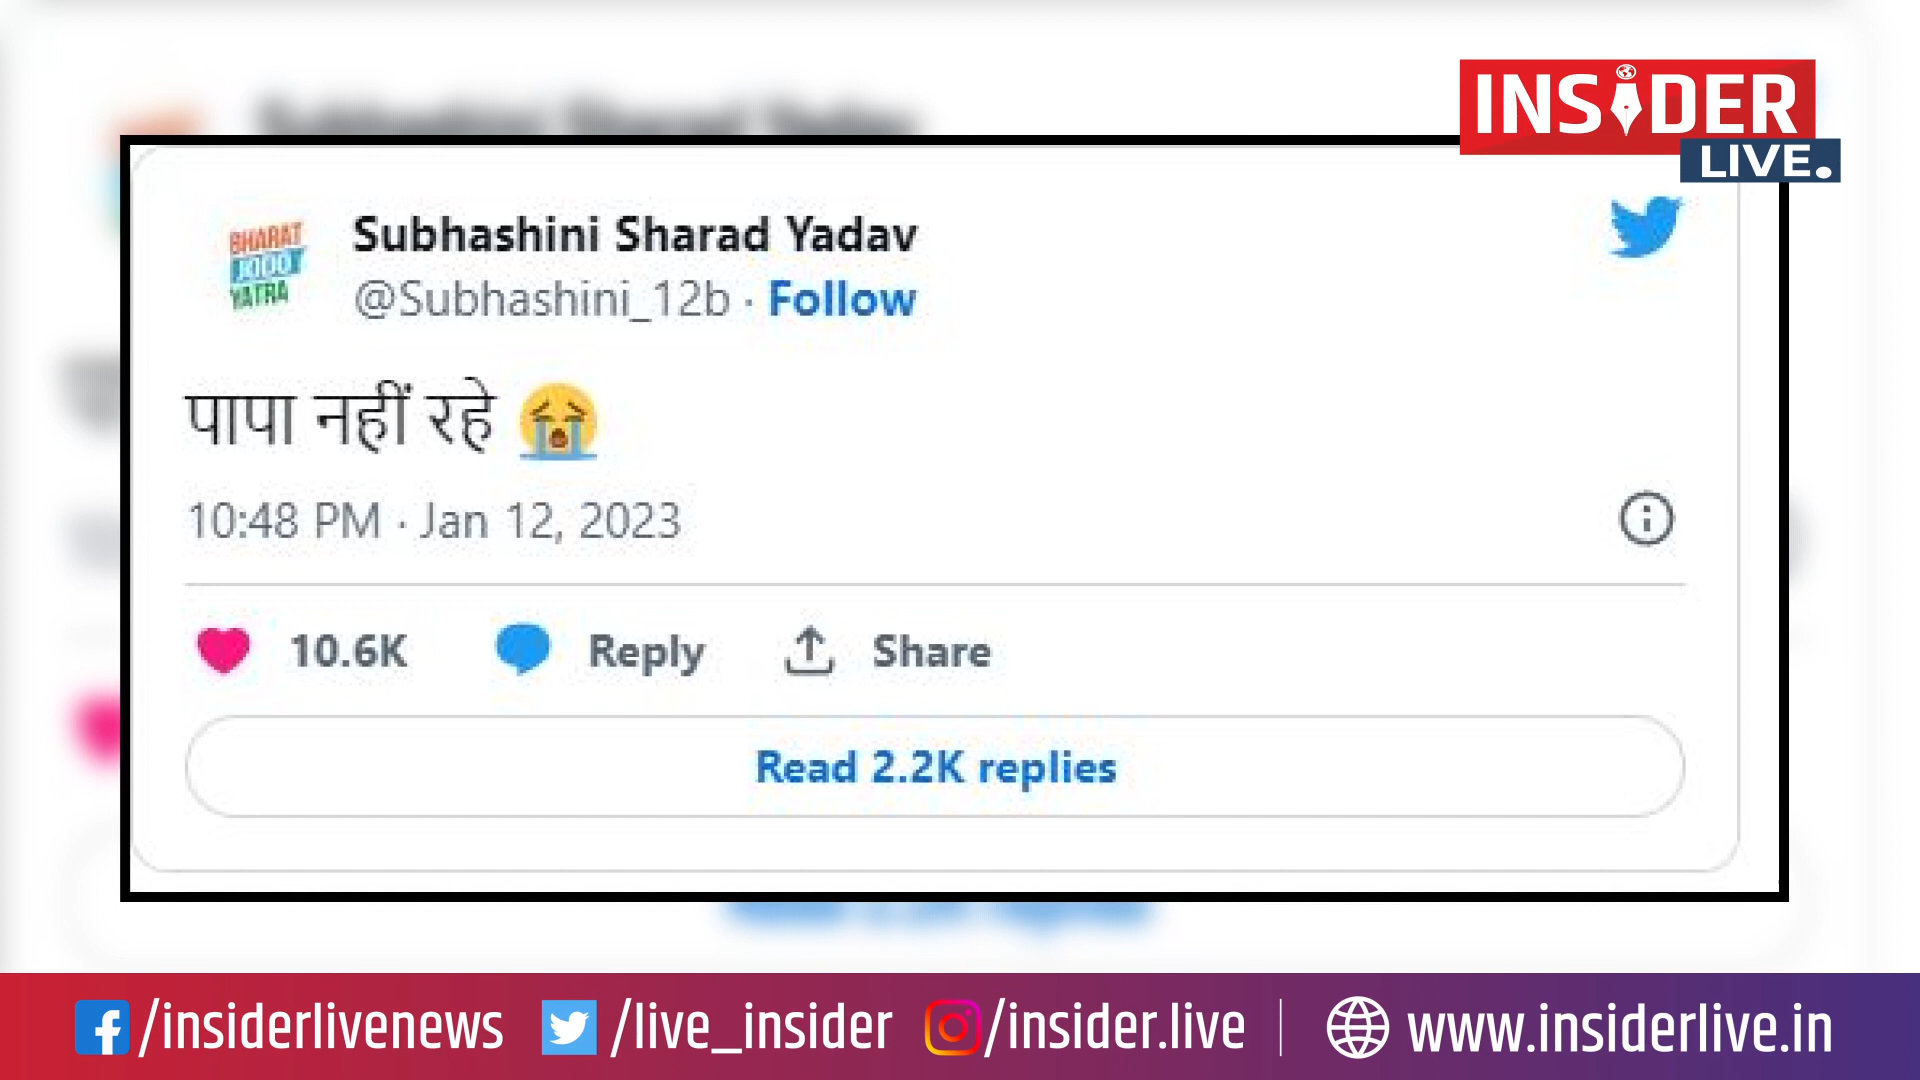 INSiDER
LIVE.
BHARAT
JODO
YATRA
Subhashini Sharad Yadav
@Subhashini_12b · Follow
पापा नहीं रहे 😭
10:48 PM · Jan 12, 2023
10.6K Reply Share
Read 2.2K replies
/insiderlivenews /live_insider /insider.live www.insiderlive.in